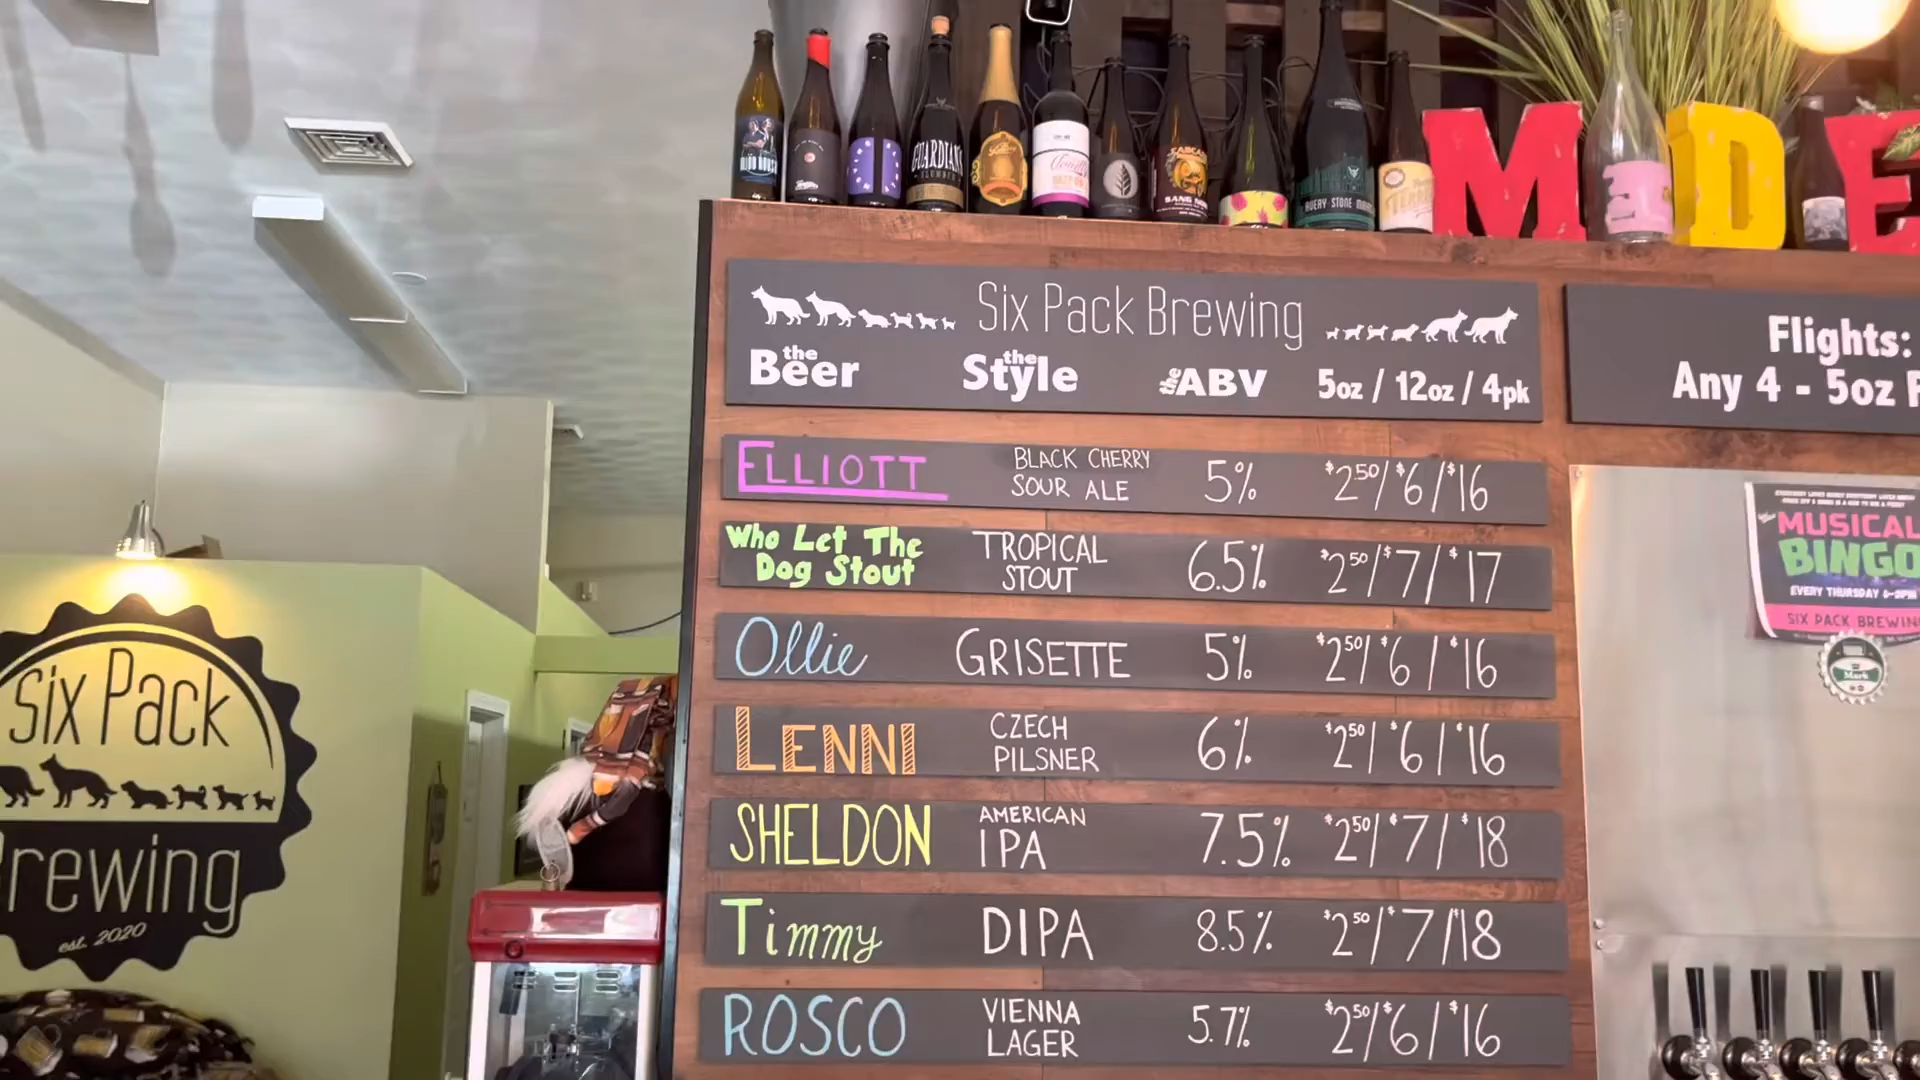 GUARDIANS
AVERY STONE
M
D
E
Six Pack Brewing
the Beer
the Style
the ABV
5oz / 12oz / 4pk
Flights:
Any 4 - 5oz
ELLIOTT
BLACK CHERRY
SOUR ALE
5%
$2.50/$6/$16
Who Let The
Dog Stout
TROPICAL
STOUT
6.5%
$2.50/$7/$17
Ollie
GRISETTE
5%
$2.50/$6/$16
LENNI
CZECH
PILSNER
6%
$2.50/$6/$16
SHELDON
AMERICAN
IPA
7.5%
$2.50/$7/$18
Timmy
DIPA
8.5%
$2.50/$7/$18
ROSCO
VIENNA
LAGER
5.7%
$2.50/$6/$16
MUSICAL
BINGO
EVERY THURSDAY 6-8PM
SIX PACK BREWING
Mark
Six Pack
Brewing
est. 2020